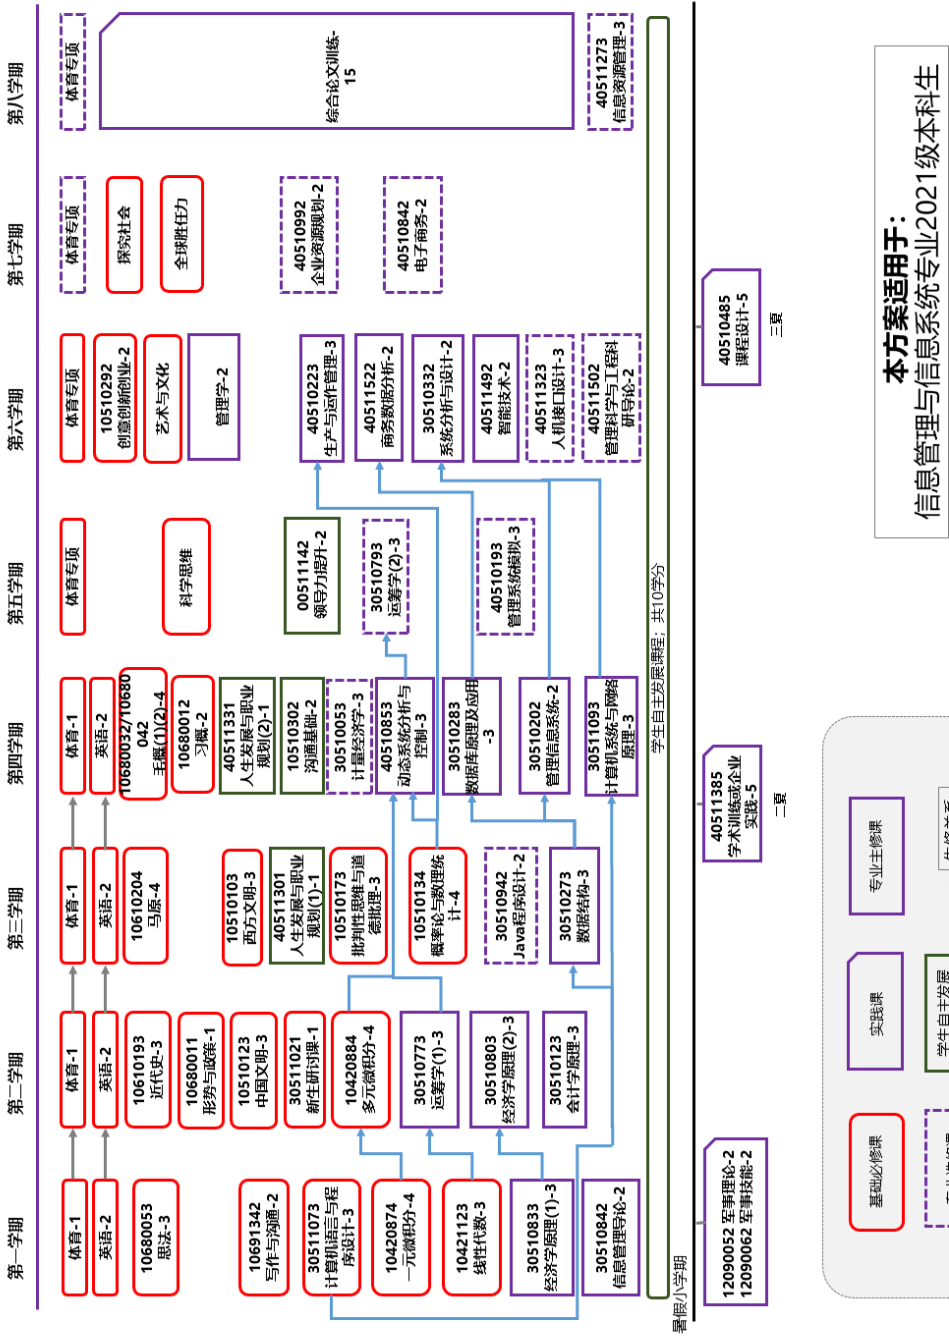 第一学期
第二学期
第三学期
第四学期
第五学期
第六学期
第七学期
第八学期
体育-1
英语-2
10680053
思法-3
10691342
写作与沟通-2
30511073
计算机语言与程
序设计-3
10420874
一元微积分-4
10421123
线性代数-3
30510833
经济学原理(1)-3
30510842
信息管理导论-2
体育-1
英语-2
10610193
近代史-3
10680011
形势与政策-1
10510123
中国文明-3
30511021
新生研讨课-1
10420884
多元微积分-4
30510773
运筹学(1)-3
30510803
经济学原理(2)-3
30510123
会计学原理-3
体育-1
英语-2
10610204
马原-4
10510103
西方文明-3
40511301
人生发展与职业
规划(1)-1
10510173
批判性思维与道
德批理-3
10510134
概率论与数理统
计-4
30510942
Java程序设计-2
30510273
数据结构-3
体育-1
英语-2
10680032/10680
042
毛概(1)(2)-4
10680012
习概-2
40511331
人生发展与职业
规划(2)-1
10510302
沟通基础-2
30510053
计量经济学-3
40510853
动态系统分析与
控制-3
30510283
数据库原理及应用
-3
30510202
管理信息系统-2
30511093
计算机系统与网络
原理-3
体育专项
科学思维
00511142
领导力提升-2
30510793
运筹学(2)-3
40510193
管理系统模拟-3
体育专项
10510292
创意创新创业-2
艺术与文化
管理学-2
40510223
生产与运作管理-3
40511522
商务数据分析-2
30510332
系统分析与设计-2
40511492
智能技术-2
40511323
人机接口设计-3
40511502
管理科学与工程科
研导论-2
体育专项
探究社会
全球胜任力
40510992
企业资源规划-2
40510842
电子商务-2
体育专项
综合论文训练-
15
40511273
信息资源管理-3
学生自主发展课程；共10学分
暑假小学期
12090052 军事理论-2
12090062 军事技能-2
40511385
学术训练或企业
实践-5
二夏
40510485
课程设计-5
三夏
基础必修课
实践课
专业主修课
学生自主发展
本方案适用于：
信息管理与信息系统专业2021级本科生